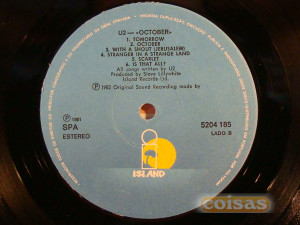 U2 — «OCTOBER»
1. TOMORROW
2. OCTOBER
3. WITH A SHOUT (JERUSALEM)
4. STRANGER IN A STRANGE LAND
5. SCARLET
6. IS THAT ALL?
All songs written by U2
Produced by Steve Lillywhite
Island Records Ltd.
Ⓟ 1982 Original Sound Recording made by
Ⓟ 1981
SPA
ESTEREO
5204 185
LADO B
ISLAND
coisas